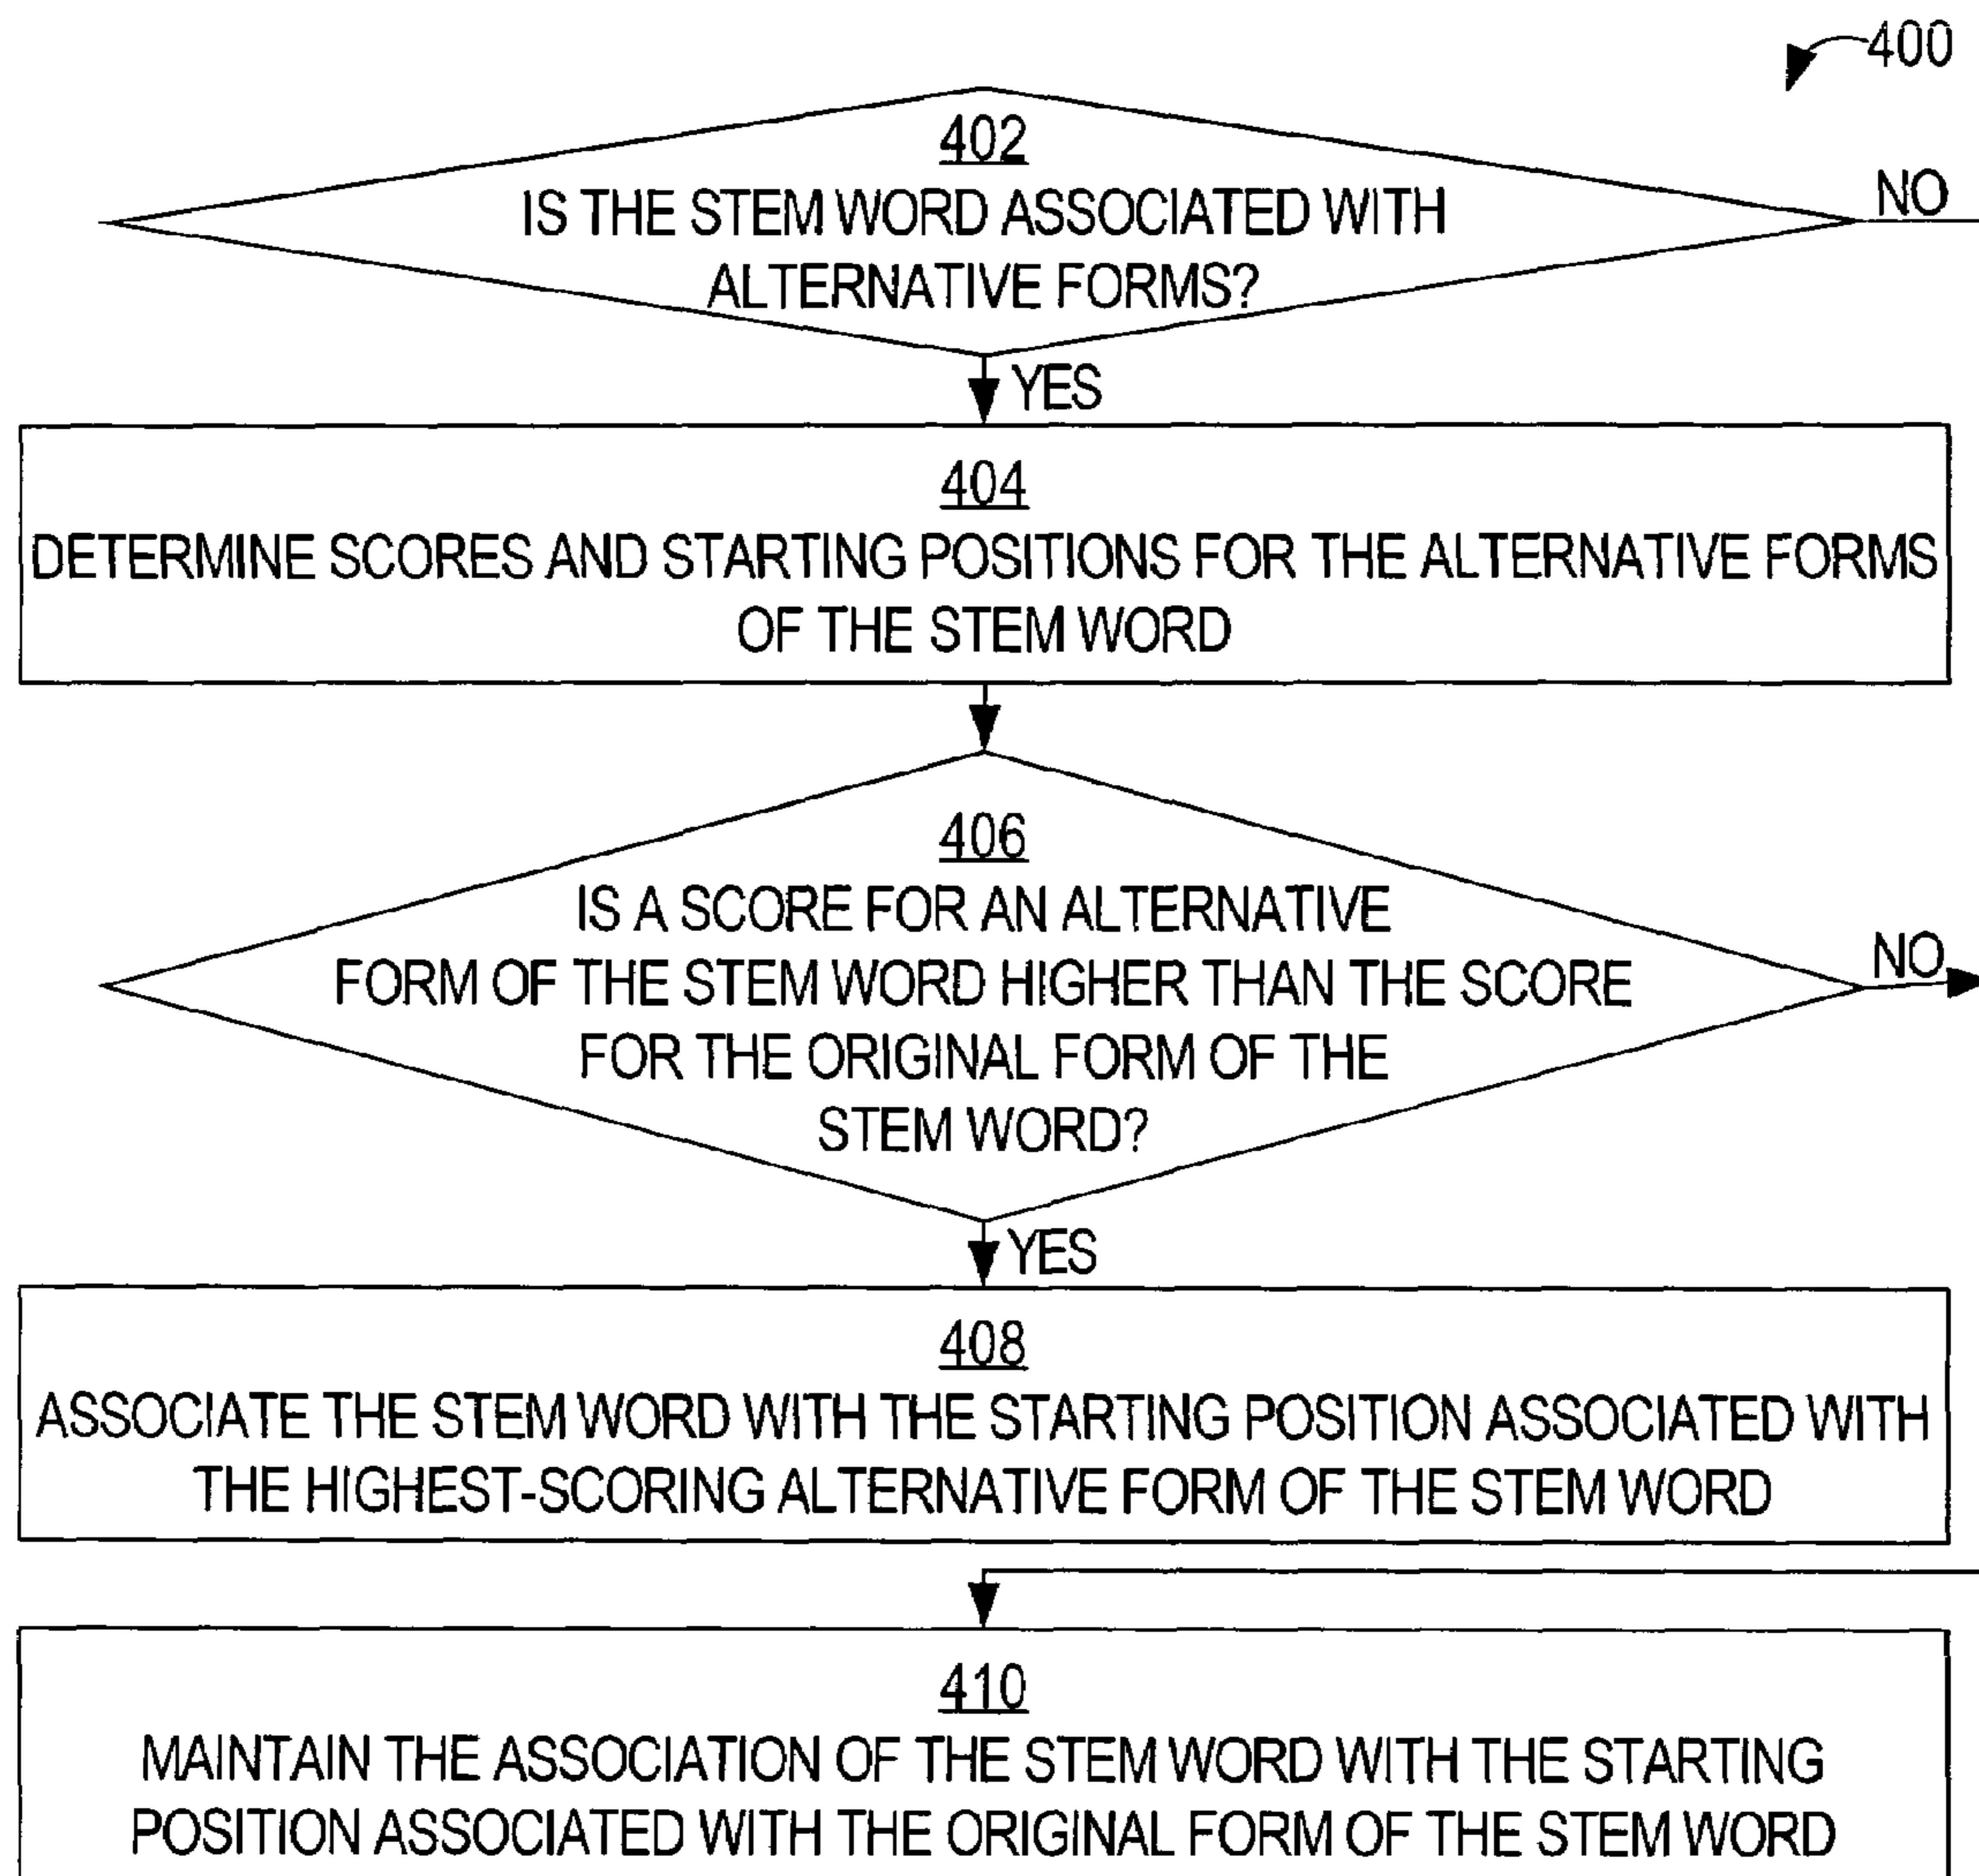 400
402
IS THE STEM WORD ASSOCIATED WITH
ALTERNATIVE FORMS?
NO
YES
404
DETERMINE SCORES AND STARTING POSITIONS FOR THE ALTERNATIVE FORMS
OF THE STEM WORD
406
IS A SCORE FOR AN ALTERNATIVE
FORM OF THE STEM WORD HIGHER THAN THE SCORE
FOR THE ORIGINAL FORM OF THE
STEM WORD?
NO
YES
408
ASSOCIATE THE STEM WORD WITH THE STARTING POSITION ASSOCIATED WITH
THE HIGHEST-SCORING ALTERNATIVE FORM OF THE STEM WORD
410
MAINTAIN THE ASSOCIATION OF THE STEM WORD WITH THE STARTING
POSITION ASSOCIATED WITH THE ORIGINAL FORM OF THE STEM WORD